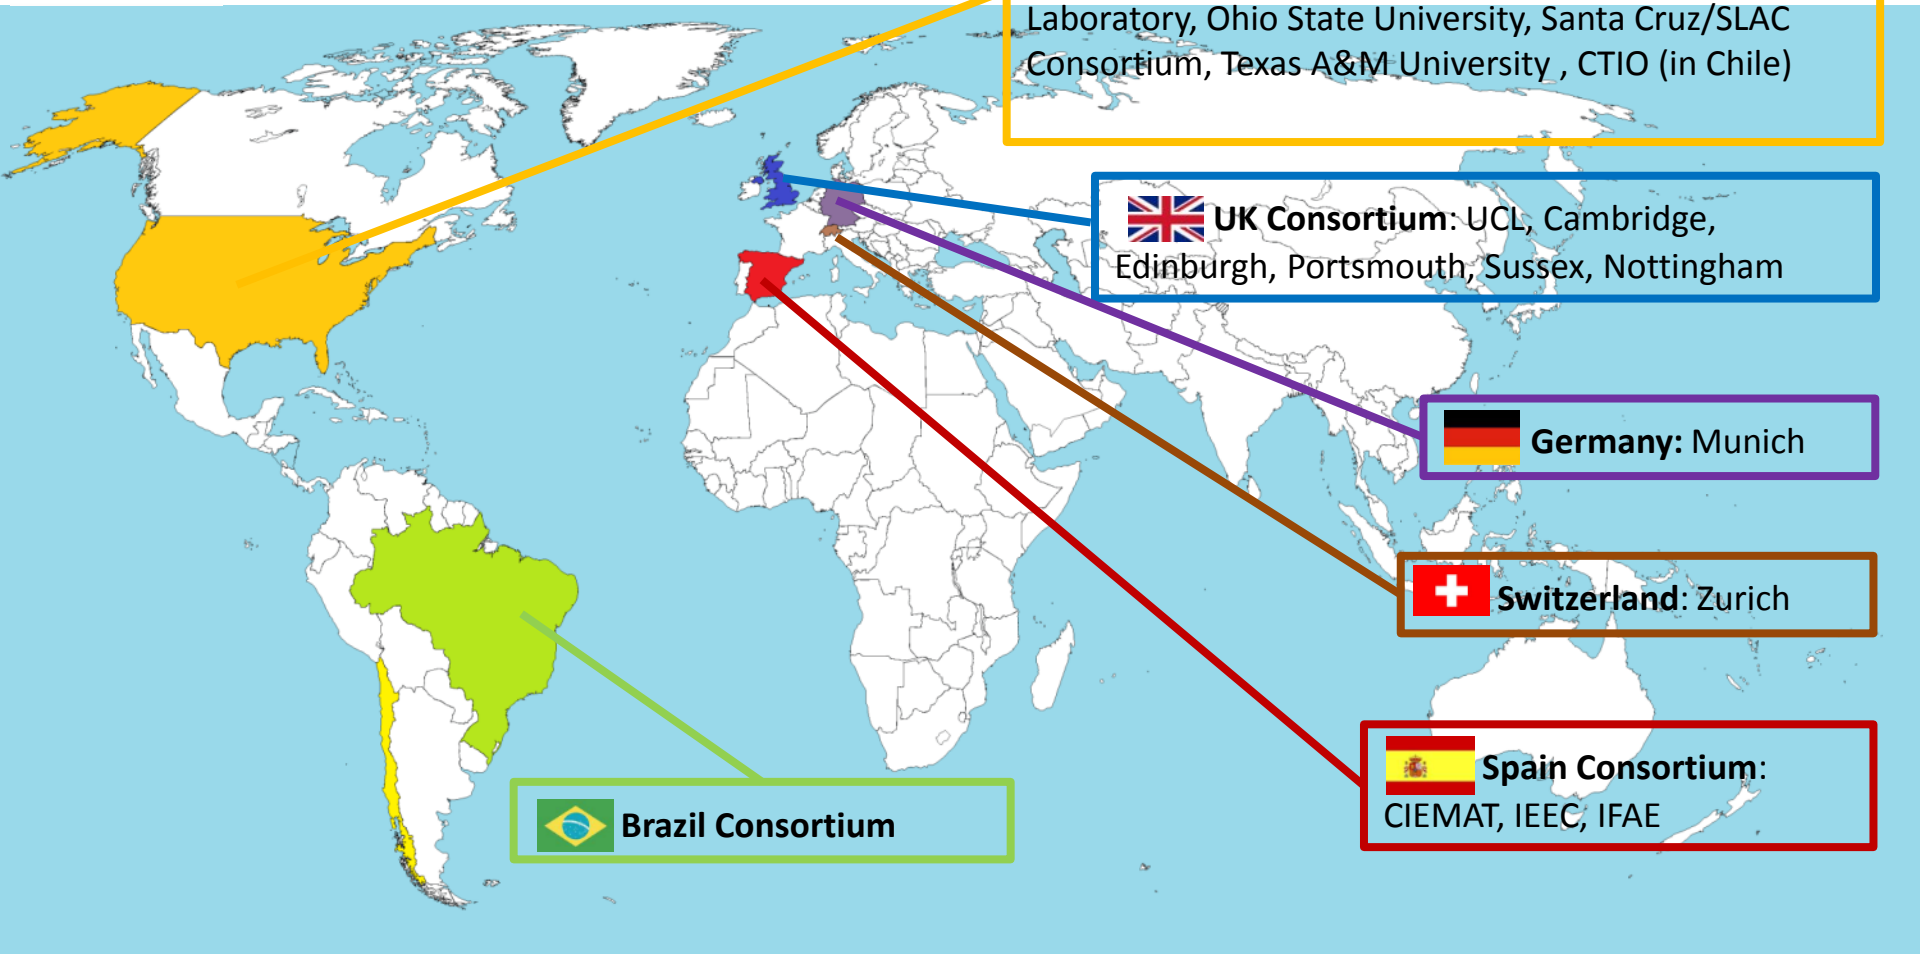 Laboratory, Ohio State University, Santa Cruz/SLAC
Consortium, Texas A&M University , CTIO (in Chile)
UK Consortium: UCL, Cambridge,
Edinburgh, Portsmouth, Sussex, Nottingham
Germany: Munich
Switzerland: Zurich
Spain Consortium:
CIEMAT, IEEC, IFAE
Brazil Consortium